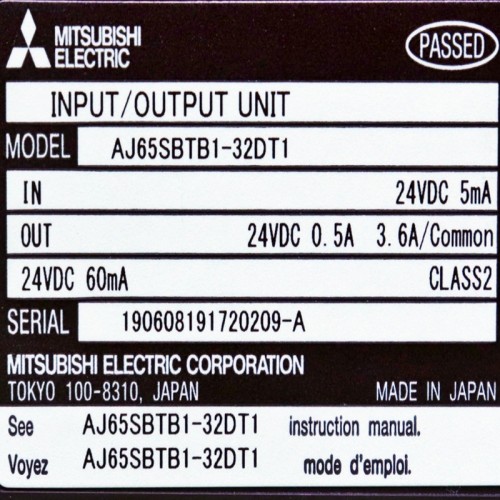 MITSUBISHI
ELECTRIC
PASSED
INPUT/OUTPUT UNIT
MODEL AJ65SBTB1-32DT1
IN 24VDC 5mA
OUT 24VDC 0.5A 3.6A/Common
24VDC 60mA CLASS2
SERIAL 190608191720209-A
MITSUBISHI ELECTRIC CORPORATION
TOKYO 100-8310, JAPAN MADE IN JAPAN
See AJ65SBTB1-32DT1 instruction manual.
Voyez AJ65SBTB1-32DT1 mode d'emploi.